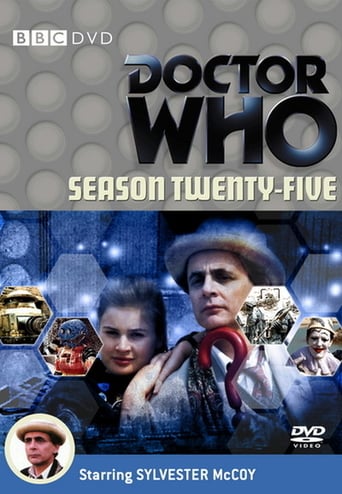 BBC DVD
DOCTOR
WHO
SEASON TWENTY-FIVE
DVD
VIDEO
Starring SYLVESTER McCOY